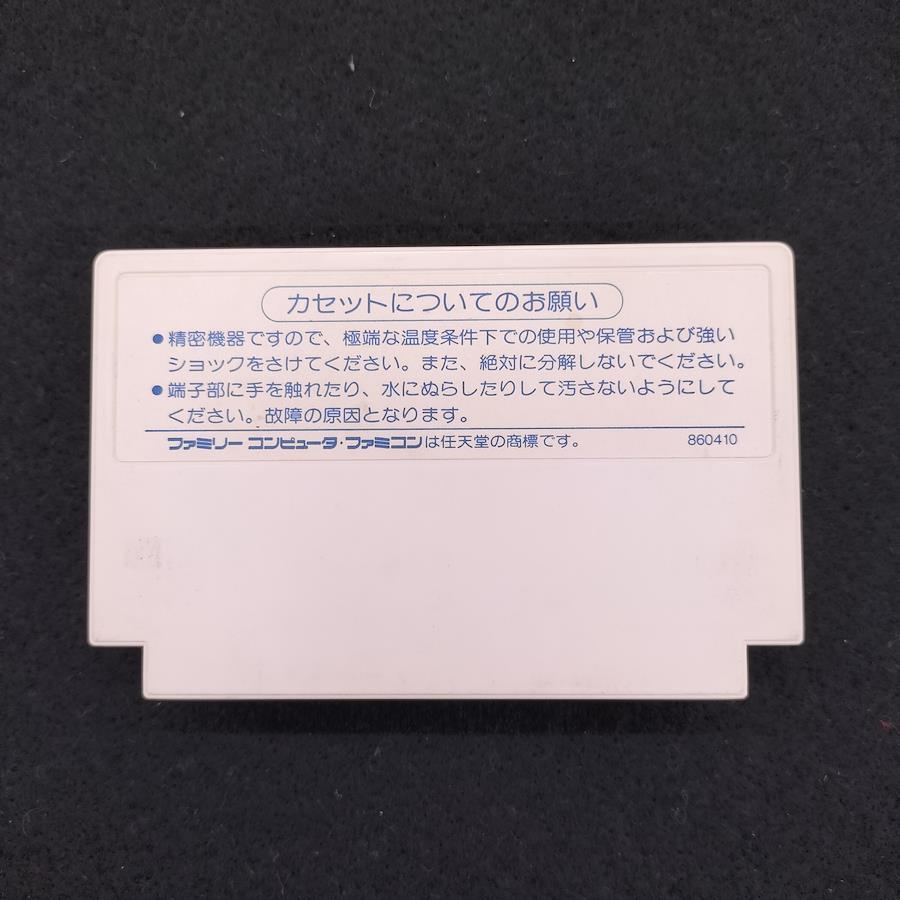 カセットについてのお願い
●精密機器ですので、極端な温度条件下での使用や保管および強い
ショックをさけてください。また、絶対に分解しないでください。
●端子部に手を触れたり、水にぬらしたりして汚さないようにして
ください。故障の原因となります。
ファミリー コンピュータ・ファミコンは任天堂の商標です。 860410